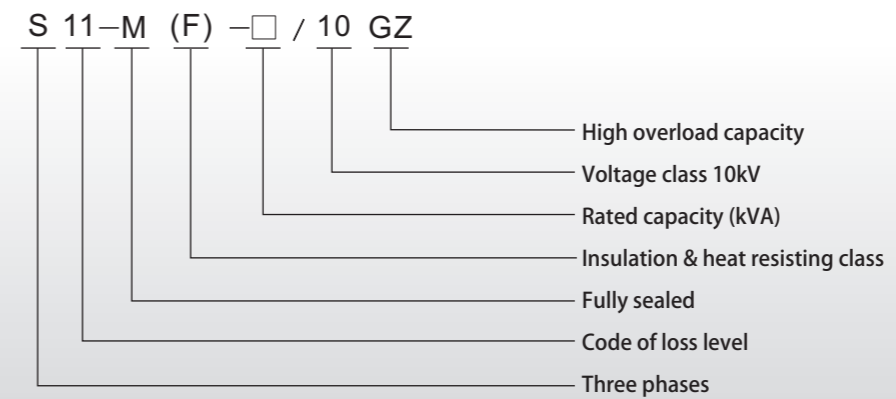 S 11-M (F) -□ / 10 GZ
High overload capacity
Voltage class 10kV
Rated capacity (kVA)
Insulation & heat resisting class
Fully sealed
Code of loss level
Three phases